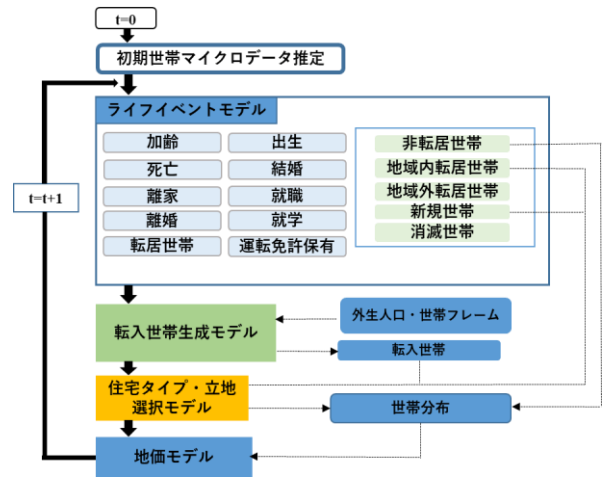 t=0
初期世帯マイクロデータ推定
ライフイベントモデル
加齢
出生
死亡
結婚
離家
就職
離婚
就学
転居世帯
運転免許保有
非転居世帯
地域内転居世帯
地域外転居世帯
新規世帯
消滅世帯
t=t+1
転入世帯生成モデル
外生人口・世帯フレーム
転入世帯
住宅タイプ・立地
選択モデル
世帯分布
地価モデル